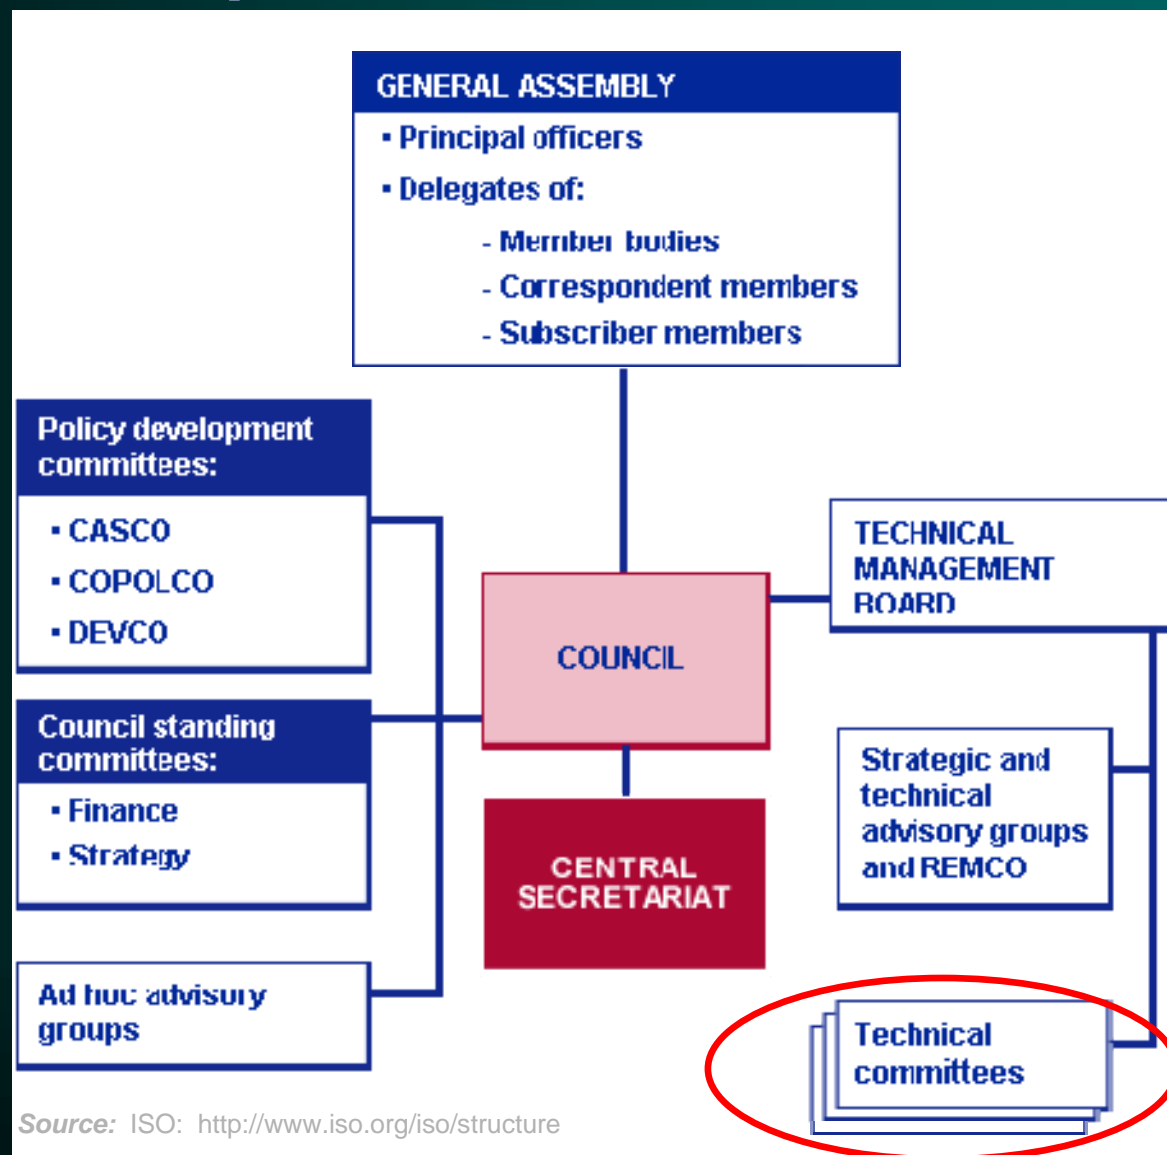 GENERAL ASSEMBLY
▪ Principal officers
▪ Delegates of:
- Member bodies
- Correspondent members
- Subscriber members
Policy development
committees:
▪ CASCO
▪ COPOLCO
▪ DEVCO
TECHNICAL
MANAGEMENT
BOARD
COUNCIL
Council standing
committees:
▪ Finance
▪ Strategy
Strategic and
technical
advisory groups
and REMCO
CENTRAL
SECRETARIAT
Ad hoc advisory
groups
Technical
committees
Source: ISO: http://www.iso.org/iso/structure